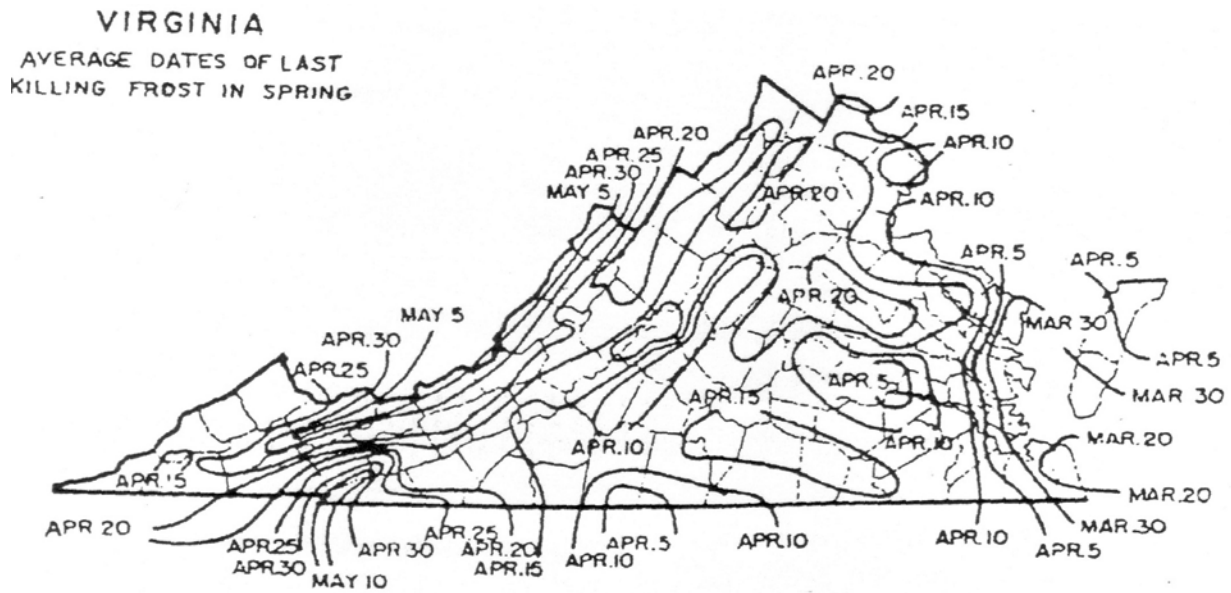 VIRGINIA
AVERAGE DATES OF LAST
KILLING FROST IN SPRING
APR.20
APR.15
APR.10
APR.20
APR.25
APR.30
MAY 5
APR.20
APR.10
APR.5
APR.5
APR.20
MAR 30
MAY 5
APR.30
APR.25
APR.5
APR.5
MAR 30
APR.15
APR.10
APR.10
MAR.20
APR.15
MAR.20
APR 20
APR.25
APR.30
MAY 10
APR 30
APR.25
APR.20
APR.15
APR.10
APR.5
APR.10
APR.10
APR.5
MAR.30